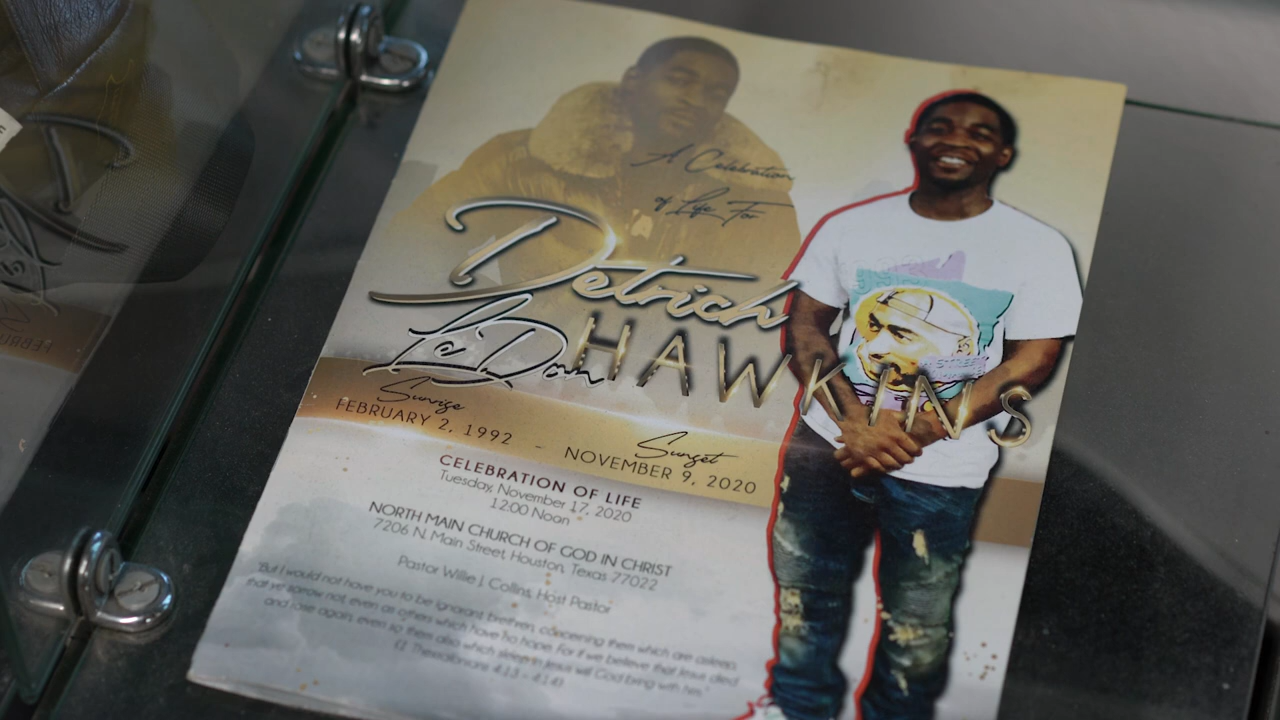 A Celebration
of Life For
Detrich
LeDon HAWKINS
Sunrise
FEBRUARY 2, 1992 - Sunset
NOVEMBER 9, 2020
CELEBRATION OF LIFE
Tuesday, November 17, 2020
12:00 Noon
NORTH MAIN CHURCH OF GOD IN CHRIST
7206 N. Main Street, Houston, Texas 77022
Pastor Willie J. Collins, Host Pastor
"But I would not have you to be ignorant, brethren, concerning them which are asleep,
that ye sorrow not, even as others which have no hope. For if we believe that Jesus died
and rose again, even so them also which sleep in Jesus will God bring with him."
(I Thessalonians 4:13 - 4:14)